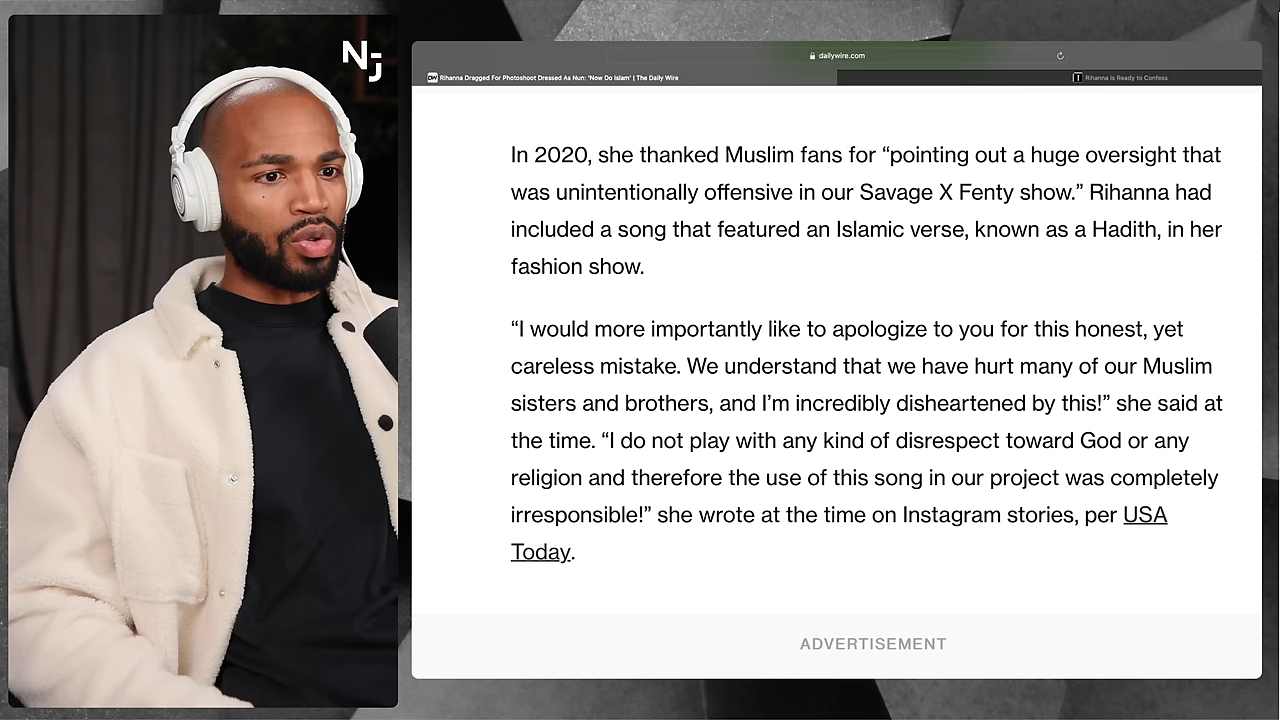 NJ
dailywire.com
DW Rihanna Dragged For Photoshoot Dressed As Nun: 'Now Do Islam' | The Daily Wire
I Rihanna Is Ready to Confess
In 2020, she thanked Muslim fans for “pointing out a huge oversight that
was unintentionally offensive in our Savage X Fenty show.” Rihanna had
included a song that featured an Islamic verse, known as a Hadith, in her
fashion show.
“I would more importantly like to apologize to you for this honest, yet
careless mistake. We understand that we have hurt many of our Muslim
sisters and brothers, and I’m incredibly disheartened by this!” she said at
the time. “I do not play with any kind of disrespect toward God or any
religion and therefore the use of this song in our project was completely
irresponsible!” she wrote at the time on Instagram stories, per USA
Today.
ADVERTISEMENT